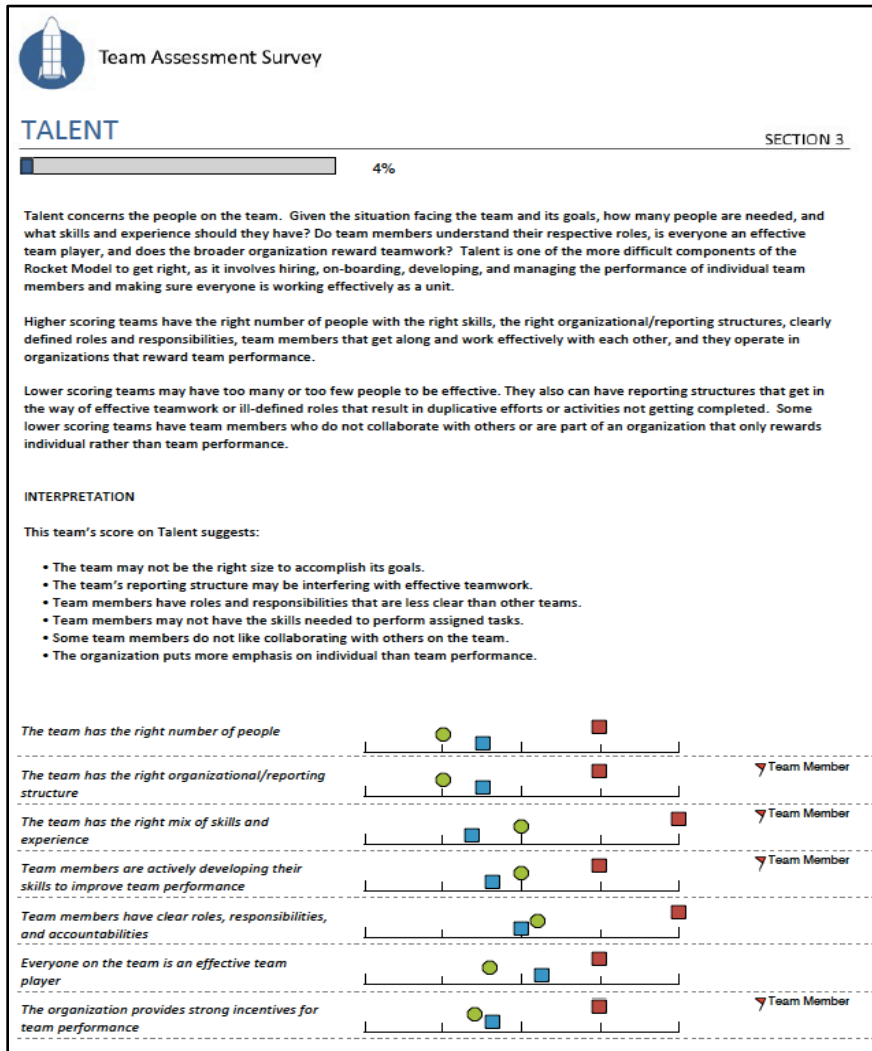 Team Assessment Survey
TALENT
SECTION 3
4%
Talent concerns the people on the team.  Given the situation facing the team and its goals, how many people are needed, and
what skills and experience should they have? Do team members understand their respective roles, is everyone an effective
team player, and does the broader organization reward teamwork?  Talent is one of the more difficult components of the
Rocket Model to get right, as it involves hiring, on-boarding, developing, and managing the performance of individual team
members and making sure everyone is working effectively as a unit.
Higher scoring teams have the right number of people with the right skills, the right organizational/reporting structures, clearly
defined roles and responsibilities, team members that get along and work effectively with each other, and they operate in
organizations that reward team performance.
Lower scoring teams may have too many or too few people to be effective. They also can have reporting structures that get in
the way of effective teamwork or ill-defined roles that result in duplicative efforts or activities not getting completed.  Some
lower scoring teams have team members who do not collaborate with others or are part of an organization that only rewards
individual rather than team performance.
INTERPRETATION
This team's score on Talent suggests:
• The team may not be the right size to accomplish its goals.
• The team's reporting structure may be interfering with effective teamwork.
• Team members have roles and responsibilities that are less clear than other teams.
• Team members may not have the skills needed to perform assigned tasks.
• Some team members do not like collaborating with others on the team.
• The organization puts more emphasis on individual than team performance.
The team has the right number of people
The team has the right organizational/reporting
structure
Team Member
The team has the right mix of skills and
experience
Team Member
Team members are actively developing their
skills to improve team performance
Team Member
Team members have clear roles, responsibilities,
and accountabilities
Everyone on the team is an effective team
player
The organization provides strong incentives for
team performance
Team Member